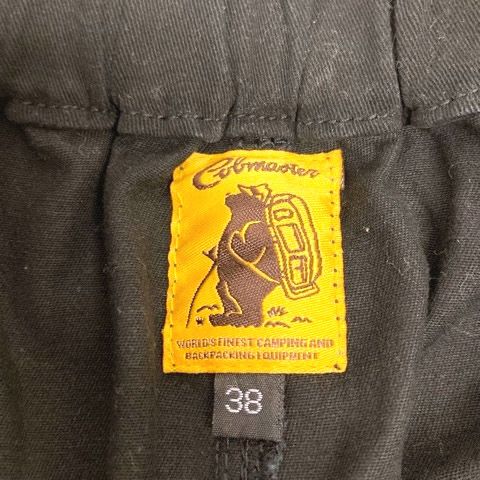 Cobmaster
WORLD'S FINEST CAMPING AND
BACKPACKING EQUIPMENT
38